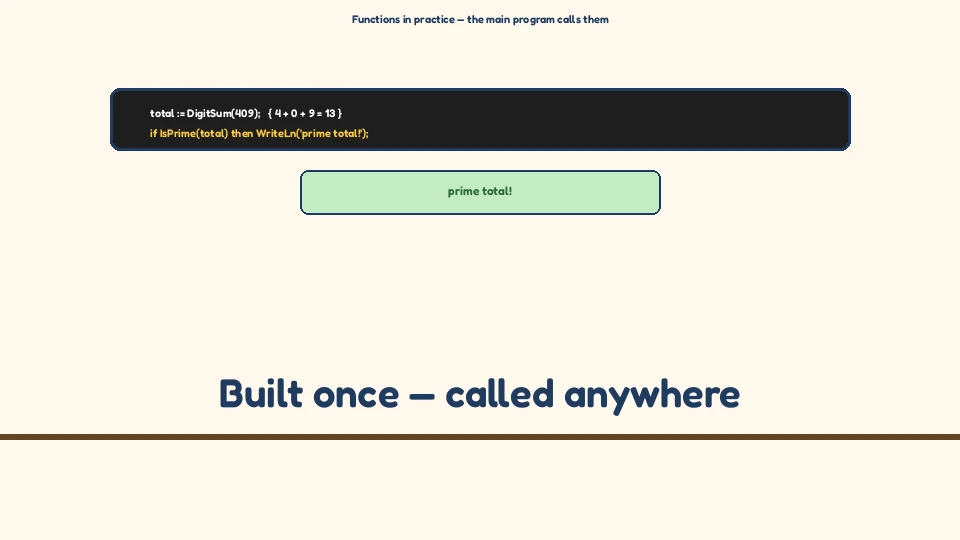 Functions in practice — the main program calls them
total := DigitSum(409);   { 4 + 0 + 9 = 13 }
if IsPrime(total) then WriteLn('prime total!');
prime total!
Built once — called anywhere